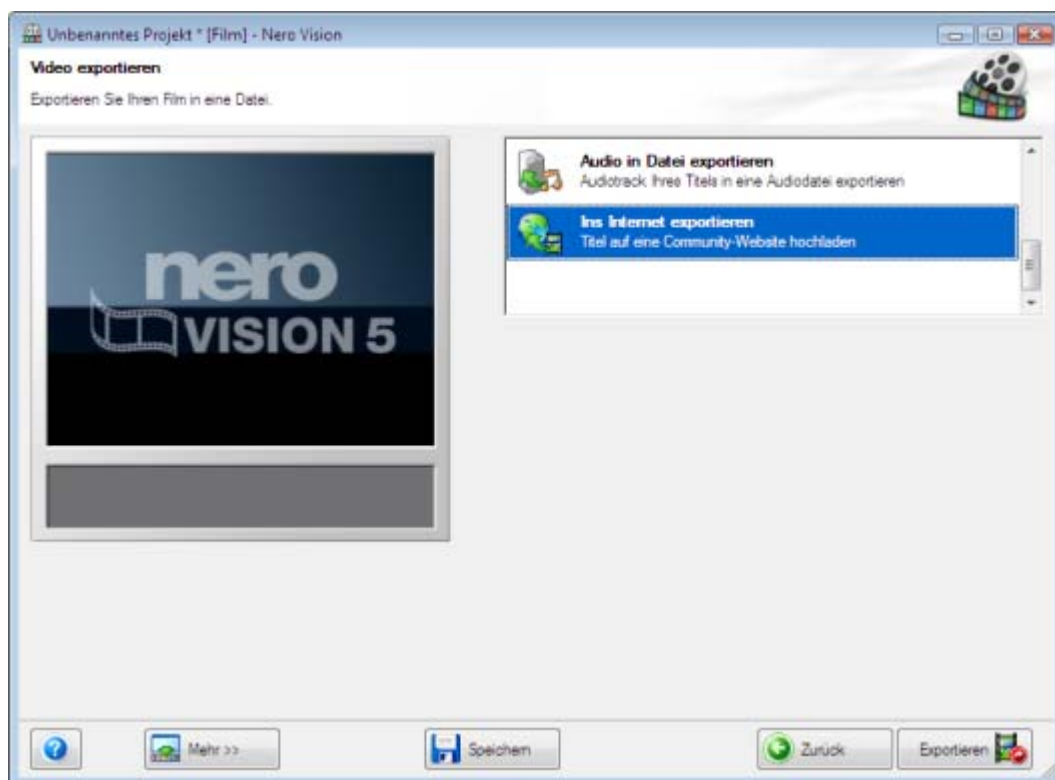 Unbenanntes Projekt * [Film] - Nero Vision
Video exportieren
Exportieren Sie Ihren Film in eine Datei.
nero
VISION 5
Audio in Datei exportieren
Audiotrack Ihres Titels in eine Audiodatei exportieren
Ins Internet exportieren
Titel auf eine Community-Website hochladen
?
Mehr >>
Speichern
Zurück
Exportieren